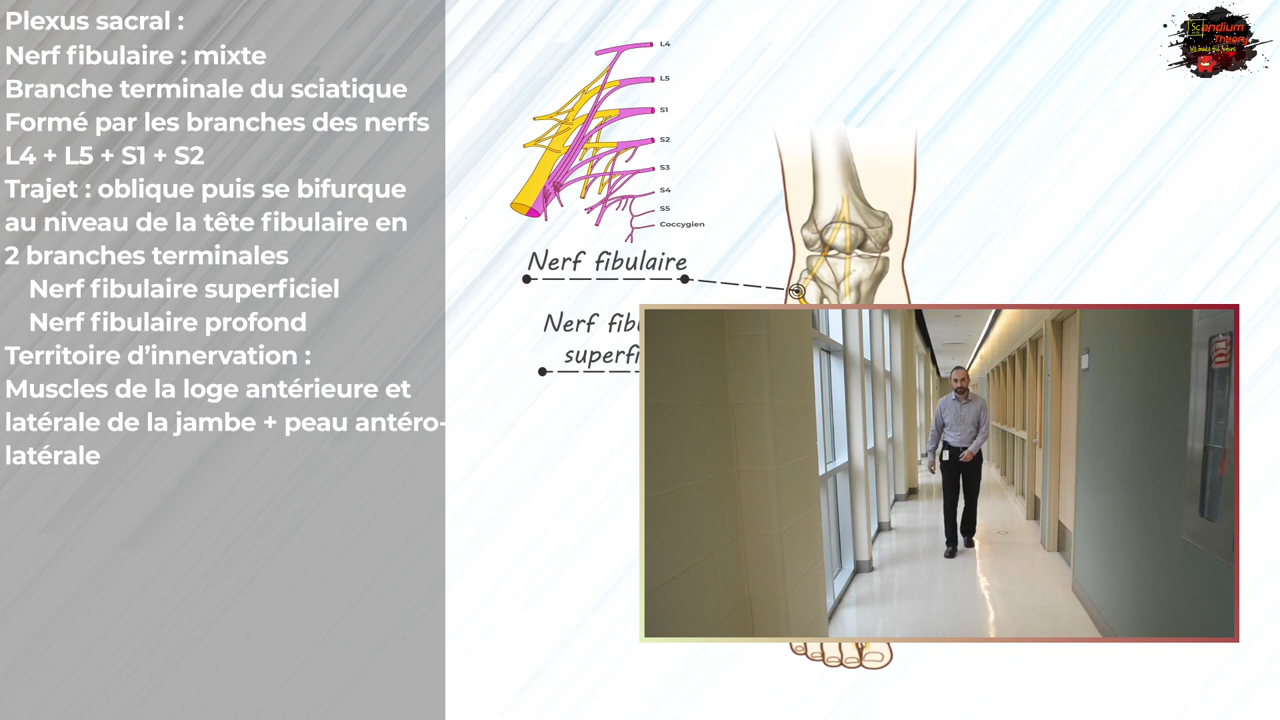 Plexus sacral :
Nerf fibulaire : mixte
Branche terminale du sciatique
Formé par les branches des nerfs
L4 + L5 + S1 + S2
Trajet : oblique puis se bifurque
au niveau de la tête fibulaire en
2 branches terminales
Nerf fibulaire superficiel
Nerf fibulaire profond
Territoire d'innervation :
Muscles de la loge antérieure et
latérale de la jambe + peau antéro-
latérale
L4
L5
S1
S2
S3
S4
S5
Coccygien
Nerf fibulaire
Nerf
Scandium
Theory